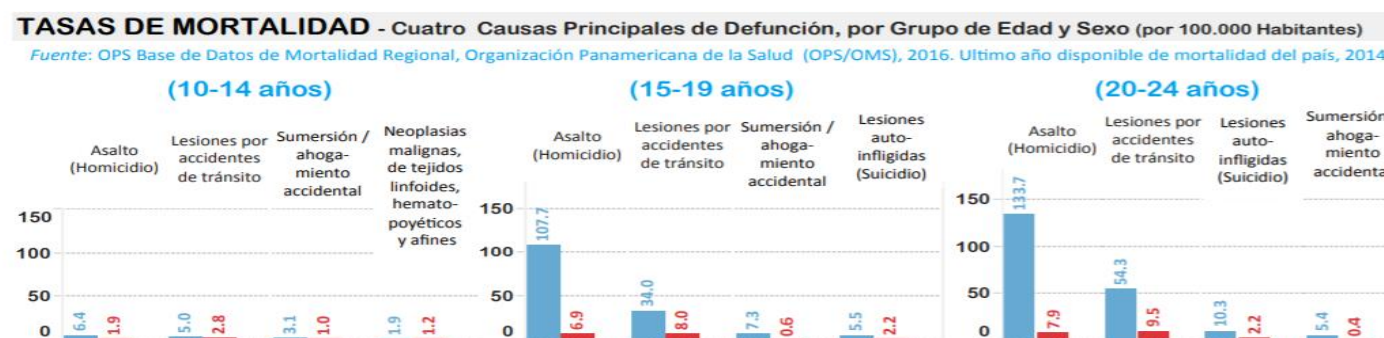 TASAS DE MORTALIDAD - Cuatro Causas Principales de Defunción, por Grupo de Edad y Sexo (por 100.000 Habitantes)
Fuente: OPS Base de Datos de Mortalidad Regional, Organización Panamericana de la Salud (OPS/OMS), 2016. Ultimo año disponible de mortalidad del país, 2014
(10-14 años)
Asalto
(Homicidio)
Lesiones por
accidentes
de tránsito
Sumersión /
ahoga-
miento
accidental
Neoplasias
malignas,
de tejidos
linfoides,
hemato-
poyéticos
y afines
150
100
50
0
6.4
1.9
5.0
2.8
3.1
1.0
1.9
1.2
(15-19 años)
Asalto
(Homicidio)
Lesiones por
accidentes
de tránsito
Sumersión /
ahoga-
miento
accidental
Lesiones
auto-
infligidas
(Suicidio)
150
100
50
0
107.7
6.9
34.0
8.0
7.3
0.6
5.5
2.2
(20-24 años)
Asalto
(Homicidio)
Lesiones por
accidentes
de tránsito
Lesiones
auto-
infligidas
(Suicidio)
Sumersión
ahoga-
miento
accidenta
150
100
50
0
133.7
7.9
54.3
9.5
10.3
2.2
5.4
0.4